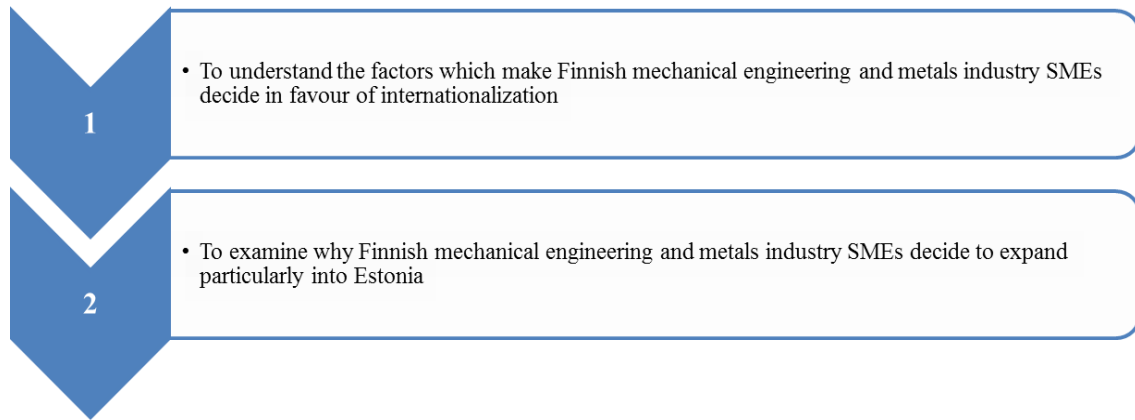 1
• To understand the factors which make Finnish mechanical engineering and metals industry SMEs
decide in favour of internationalization
2
• To examine why Finnish mechanical engineering and metals industry SMEs decide to expand
particularly into Estonia